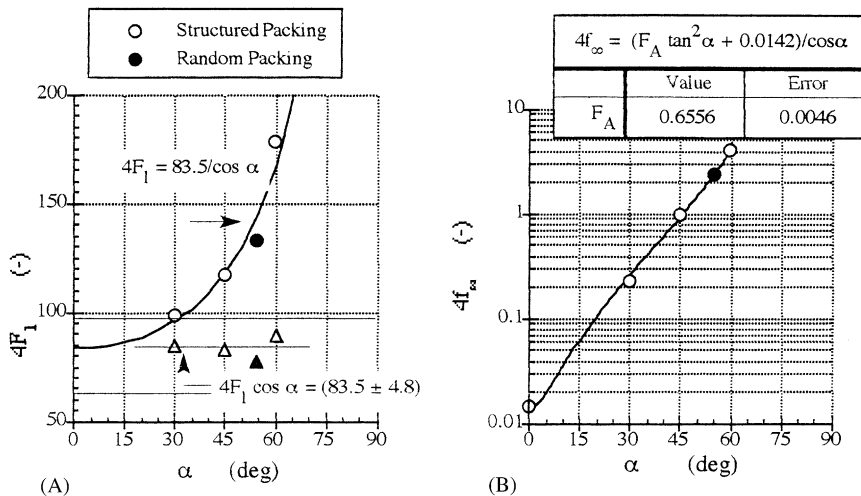 Structured Packing
Random Packing
200
150
100
50
4F₁ (-)
4F₁ = 83.5/cos α
4F₁ cos α = (83.5 ± 4.8)
0 15 30 45 60 75 90
α (deg)
(A)
4f∞ = (F_A tan²α + 0.0142)/cosα
Value Error
F_A 0.6556 0.0046
10
1
0.1
0.01
4f∞ (-)
0 15 30 45 60 75 90
α (deg)
(B)